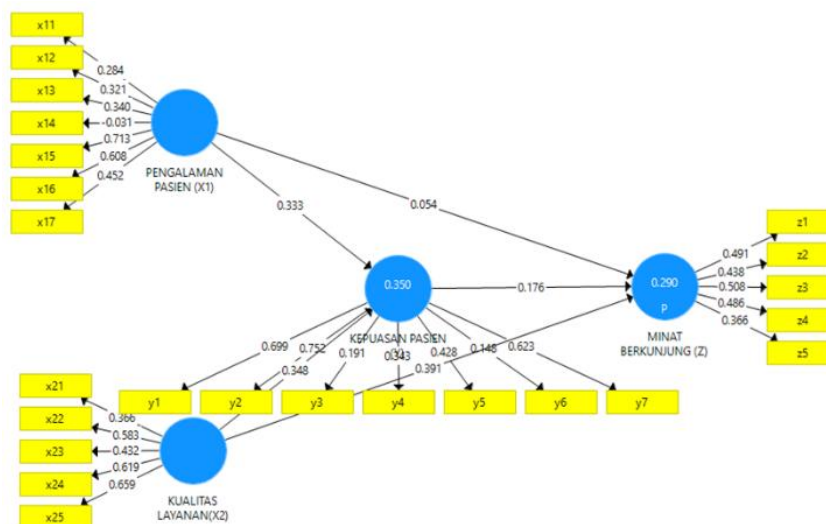 x11
x12
x13
x14
x15
x16
x17
0.284
0.321
0.340
-0.031
0.713
0.608
0.452
PENGALAMAN
PASIEN (X1)
0.333
0.054
0.350
KEPUASAN PASIEN
0.176
0.290
P
MINAT
BERKUNJUNG (Z)
z1
z2
z3
z4
z5
0.491
0.438
0.508
0.486
0.366
0.699
0.752
0.348
0.191
0.343
0.428
0.148
0.623
0.391
y1
y2
y3
y4
y5
y6
y7
x21
x22
x23
x24
x25
0.366
0.583
0.432
0.619
0.659
KUALITAS
LAYANAN(X2)